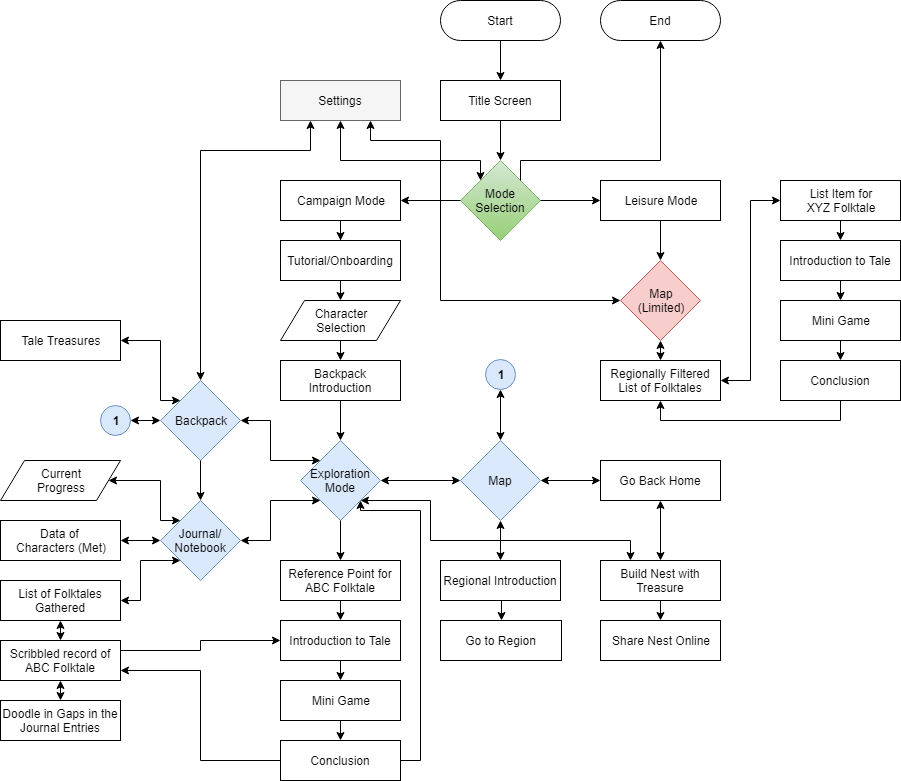 Start
End
Settings
Title Screen
Mode
Selection
Campaign Mode
Leisure Mode
List Item for
XYZ Folktale
Tutorial/Onboarding
Introduction to Tale
Map
(Limited)
Character
Selection
Mini Game
Tale Treasures
Backpack
Introduction
1
Regionally Filtered
List of Folktales
Conclusion
1
Backpack
Current
Progress
Exploration
Mode
Map
Go Back Home
Data of
Characters (Met)
Journal/
Notebook
List of Folktales
Gathered
Reference Point for
ABC Folktale
Regional Introduction
Build Nest with
Treasure
Scribbled record of
ABC Folktale
Introduction to Tale
Go to Region
Share Nest Online
Doodle in Gaps in the
Journal Entries
Mini Game
Conclusion